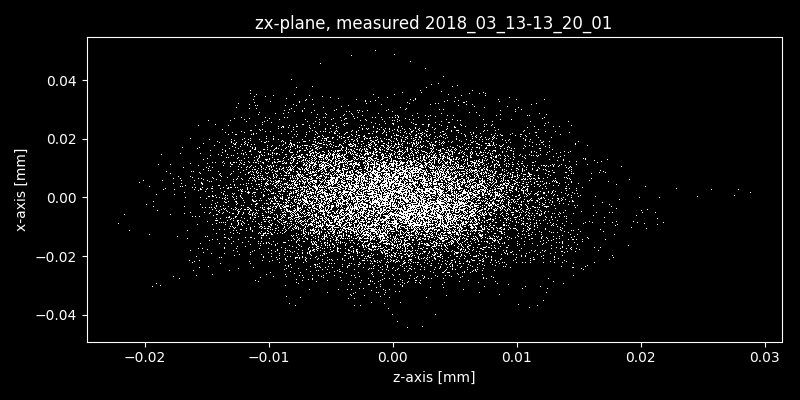 zx-plane, measured 2018_03_13-13_20_01
0.04
0.02
0.00
−0.02
−0.04
x-axis [mm]
−0.02 −0.01 0.00 0.01 0.02 0.03
z-axis [mm]